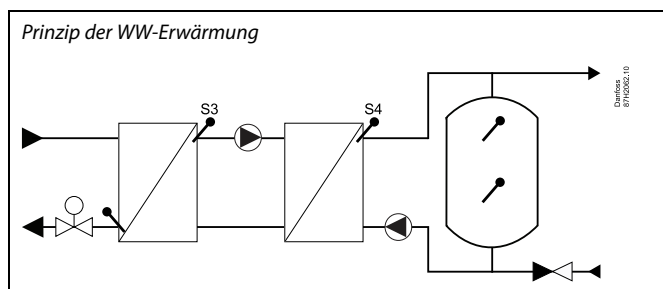 Prinzip der WW-Erwärmung
S3
S4
Danfoss
87H2062.10